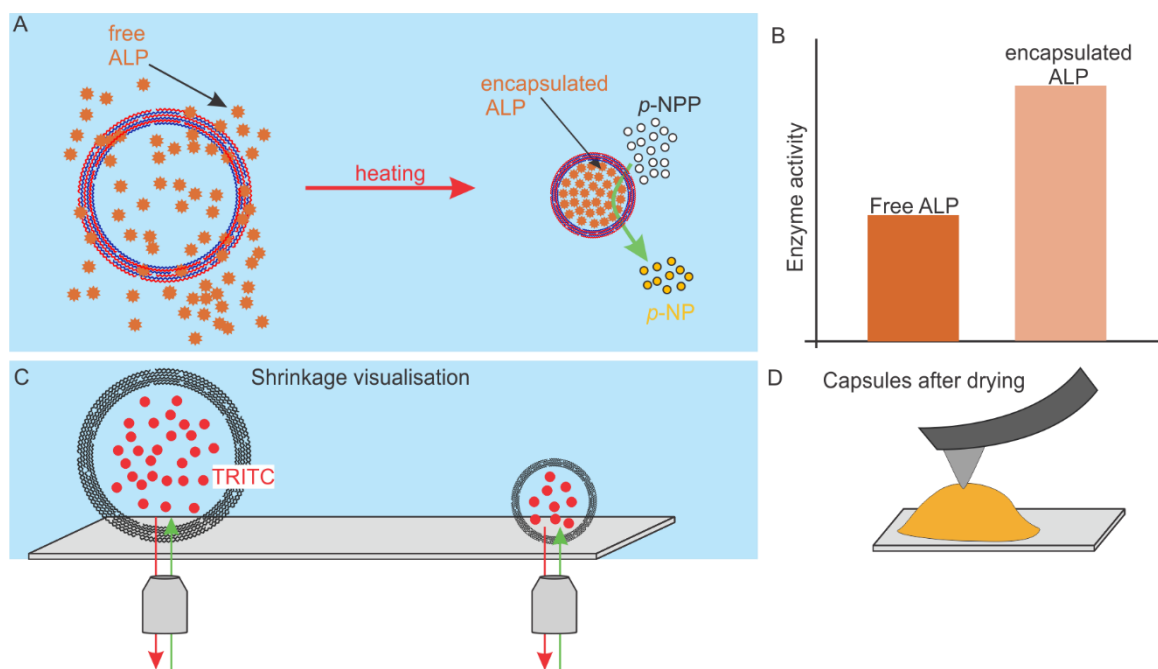 A
free
ALP
heating
encapsulated
ALP
p-NPP
p-NP
B
Enzyme activity
Free ALP
encapsulated
ALP
C
Shrinkage visualisation
TRITC
D
Capsules after drying